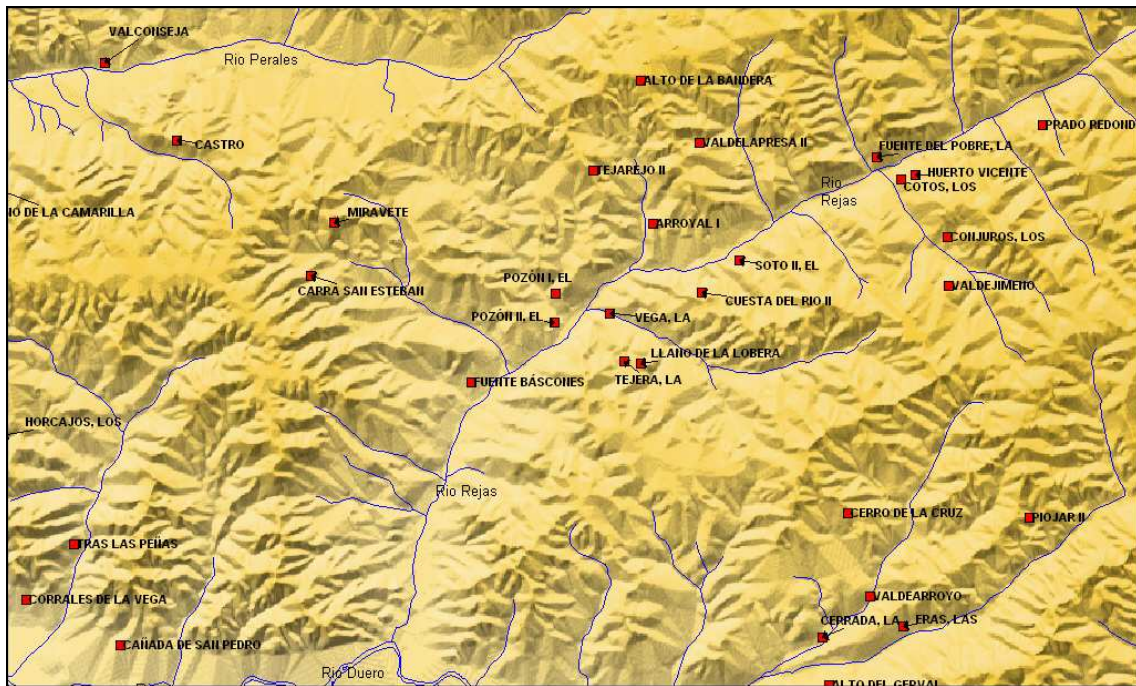 VALCONSEJA
Rio Perales
ALTO DE LA BANDERA
PRADO REDOND
CASTRO
VALDELAPRESA II
FUENTE DEL POBRE, LA
TEJAREJO II
HUERTO VICENTE
COTOS, LOS
Rio
Rejas
NO DE LA CAMARILLA
MIRAVETE
ARROYAL I
CONJUROS, LOS
SOTO II, EL
POZÓN I, EL
CARRA SAN ESTEBAN
VALDEJIMENO
CUESTA DEL RIO II
POZÓN II, EL
VEGA, LA
LLANO DE LA LOBERA
TEJERA, LA
FUENTE BÁSCONES
HORCAJOS, LOS
Rio Rejas
CERRO DE LA CRUZ
PIOJAR II
TRAS LAS PEÑAS
CORRALES DE LA VEGA
VALDEARROYO
CERRADA, LA
ERAS, LAS
CAÑADA DE SAN PEDRO
Rio Duero
ALTO DEL GERVAL